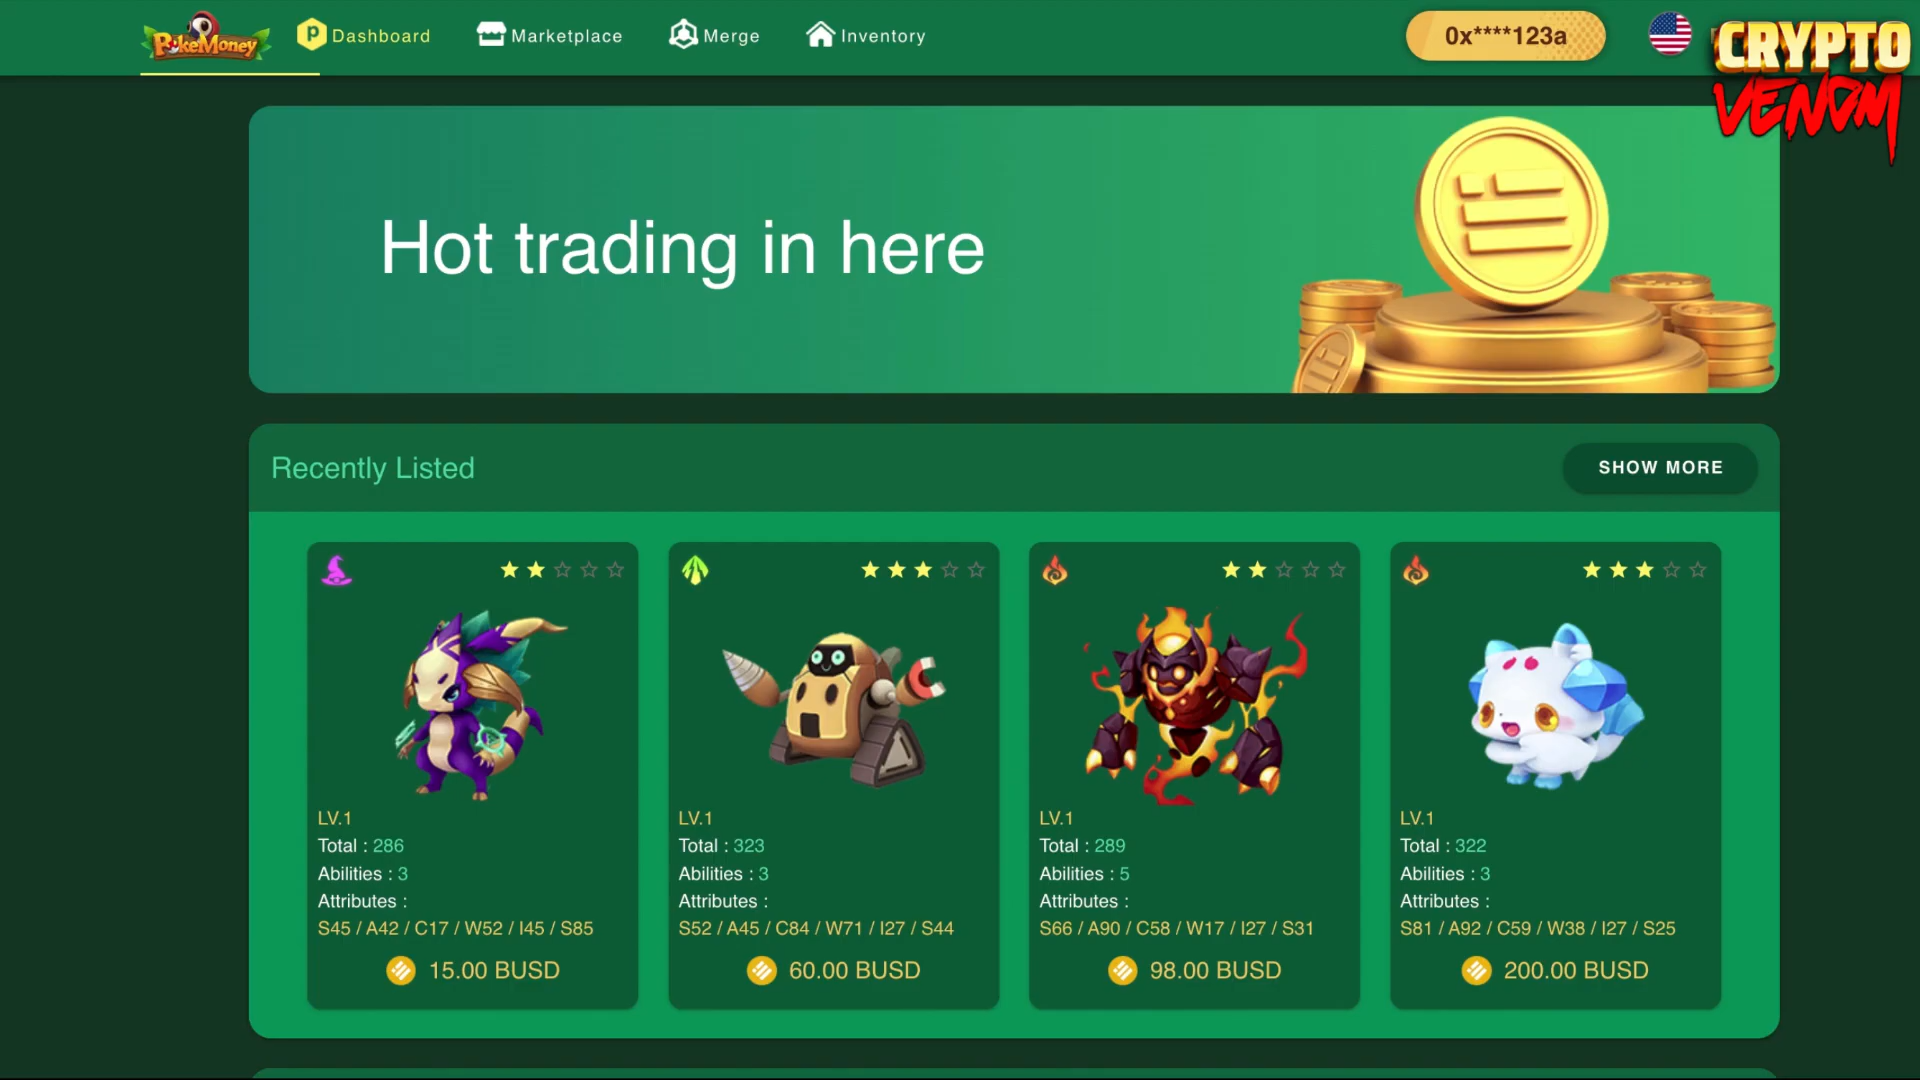 PokeMoney
P Dashboard
Marketplace
Merge
Inventory
0x****123a
CRYPTO
VENOM
Hot trading in here
Recently Listed
SHOW MORE
LV.1
Total : 286
Abilities : 3
Attributes :
S45 / A42 / C17 / W52 / I45 / S85
15.00 BUSD
LV.1
Total : 323
Abilities : 3
Attributes :
S52 / A45 / C84 / W71 / I27 / S44
60.00 BUSD
LV.1
Total : 289
Abilities : 5
Attributes :
S66 / A90 / C58 / W17 / I27 / S31
98.00 BUSD
LV.1
Total : 322
Abilities : 3
Attributes :
S81 / A92 / C59 / W38 / I27 / S25
200.00 BUSD